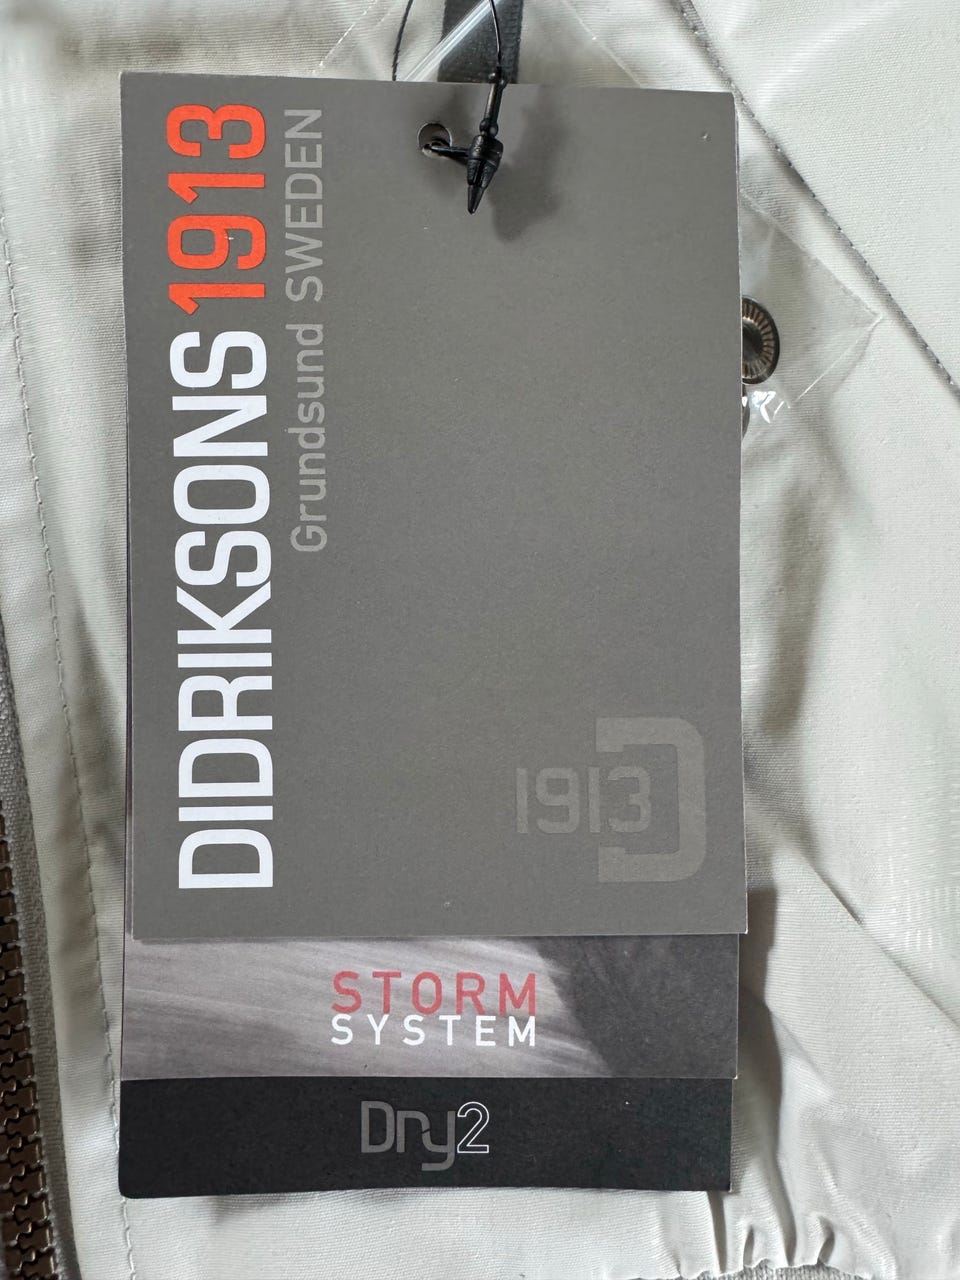 DIDRIKSONS 1913
Grundsund SWEDEN
1913
STORM
SYSTEM
Dry2